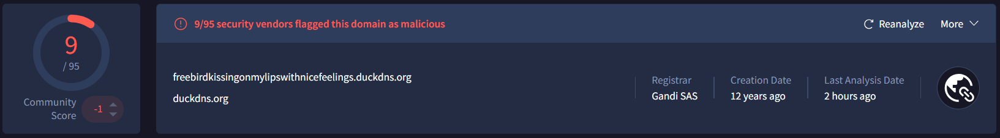 9
/ 95
Community
Score
-1
9/95 security vendors flagged this domain as malicious
Reanalyze
More
freebirdkissingonmylipswithnicefeelings.duckdns.org
duckdns.org
Registrar
Gandi SAS
Creation Date
12 years ago
Last Analysis Date
2 hours ago